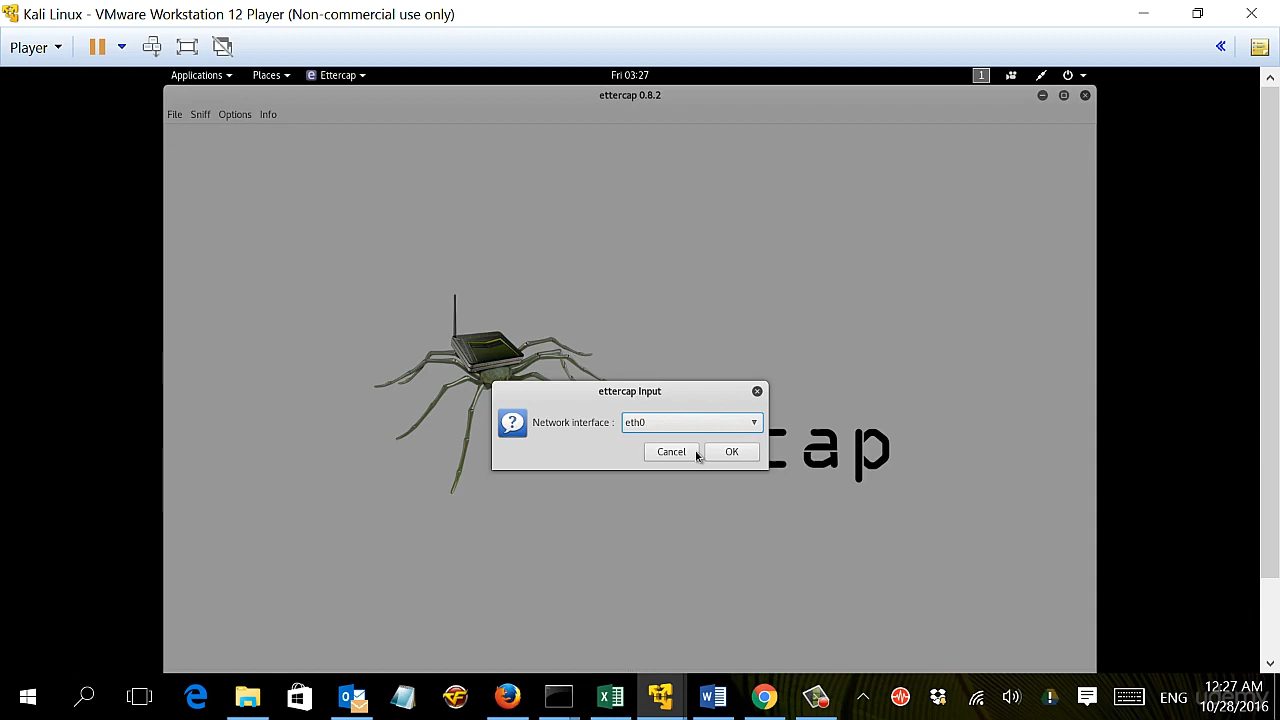 Kali Linux - VMware Workstation 12 Player (Non-commercial use only)
Player
Applications Places Ettercap Fri 03:27 1
ettercap 0.8.2
File Sniff Options Info
ettercap Input
Network interface : eth0
Cancel OK
cap
ENG 12:27 AM
10/28/2016